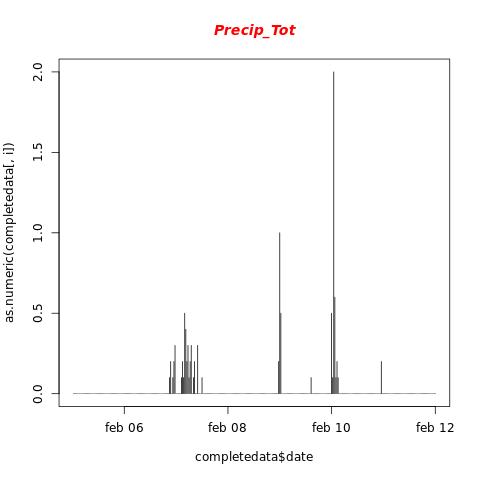 Precip_Tot
as.numeric(completedata[, i])
2.0
1.5
1.0
0.5
0.0
feb 06 feb 08 feb 10 feb 12
completedata$date